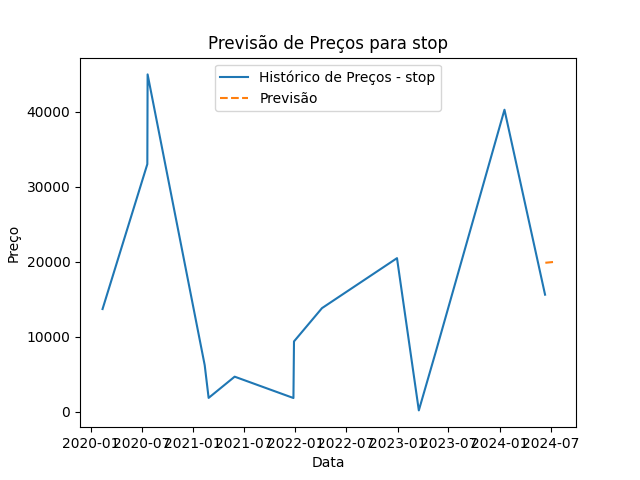 Previsão de Preços para stop
Histórico de Preços - stop
Previsão
Preço
40000
30000
20000
10000
0
2020-01 2020-07 2021-01 2021-07 2022-01 2022-07 2023-01 2023-07 2024-01 2024-07
Data